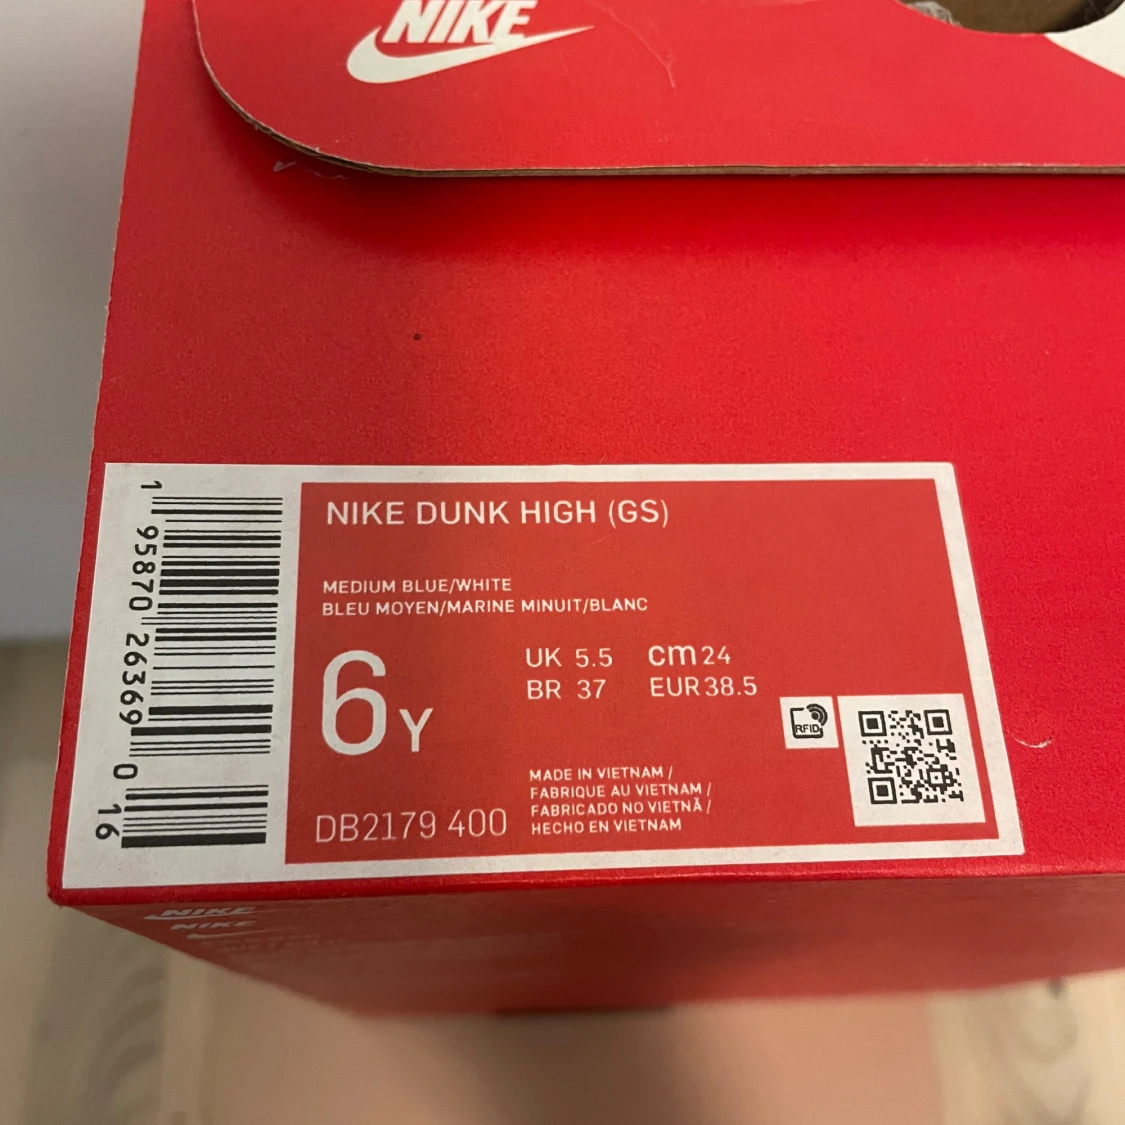 NIKE
NIKE DUNK HIGH (GS)
MEDIUM BLUE/WHITE
BLEU MOYEN/MARINE MINUIT/BLANC
6Y
UK 5.5 cm 24
BR 37 EUR 38.5
RFID
MADE IN VIETNAM /
FABRIQUE AU VIETNAM /
FABRICADO NO VIETNÃ /
HECHO EN VIETNAM
DB2179 400
1 95870 26369 0 16
NIKE
NIKE